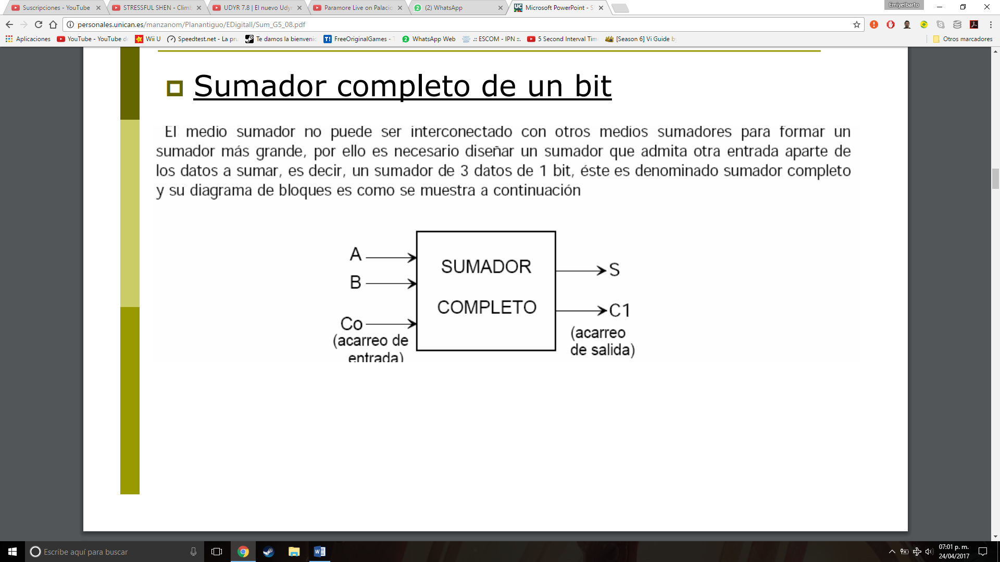 Suscripciones - YouTube
STRESSFUL SHEN - Climb
UDYR 7.8 | El nuevo Udyr
Paramore Live on Palacio
(2) WhatsApp
Microsoft PowerPoint - S
Emiyelbarto
personales.unican.es/manzanom/Planantiguo/EDigitalI/Sum_G5_08.pdf
Aplicaciones
YouTube - YouTube de
Wii U
Speedtest.net - La pru
Te damos la bienvenid
FreeOriginalGames - T
WhatsApp Web
.:: ESCOM - IPN ::.
5 Second Interval Tim
[Season 6] Vi Guide b
Otros marcadores
Sumador completo de un bit
El medio sumador no puede ser interconectado con otros medios sumadores para formar un
sumador más grande, por ello es necesario diseñar un sumador que admita otra entrada aparte de
los datos a sumar, es decir, un sumador de 3 datos de 1 bit, éste es denominado sumador completo
y su diagrama de bloques es como se muestra a continuación
A
B
Co
(acarreo de
entrada)
SUMADOR
COMPLETO
S
C1
(acarreo
de salida)
Escribe aquí para buscar
07:01 p. m.
24/04/2017